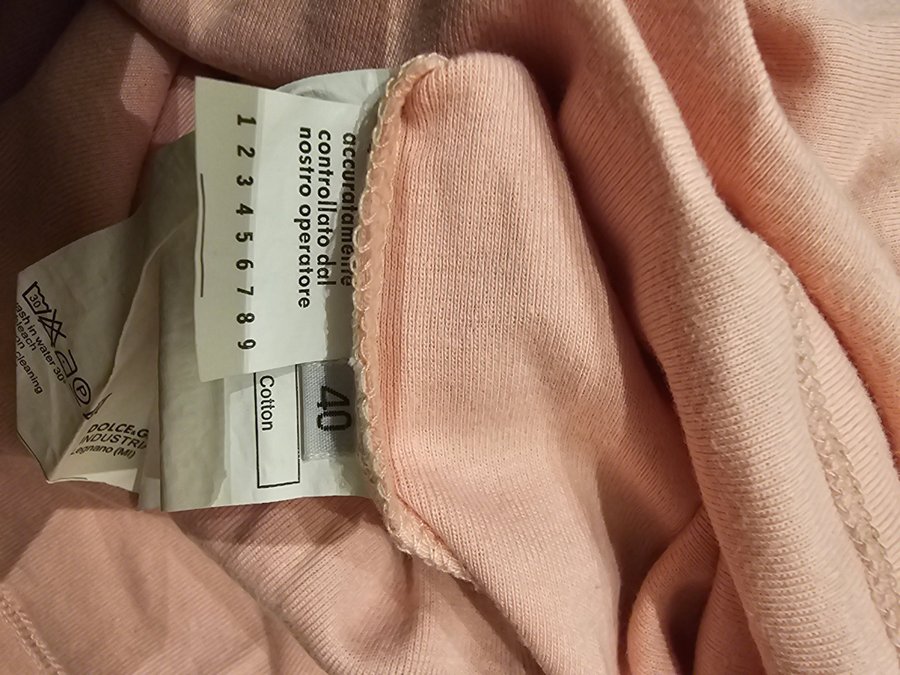 accuratamente
controllato dal
nostro operatore
1 2 3 4 5 6 7 8 9
40
Cotton
30
P
wash in water 30°
bleach
cleaning
DOLCE&G
INDUSTRI
Legnano (MI)